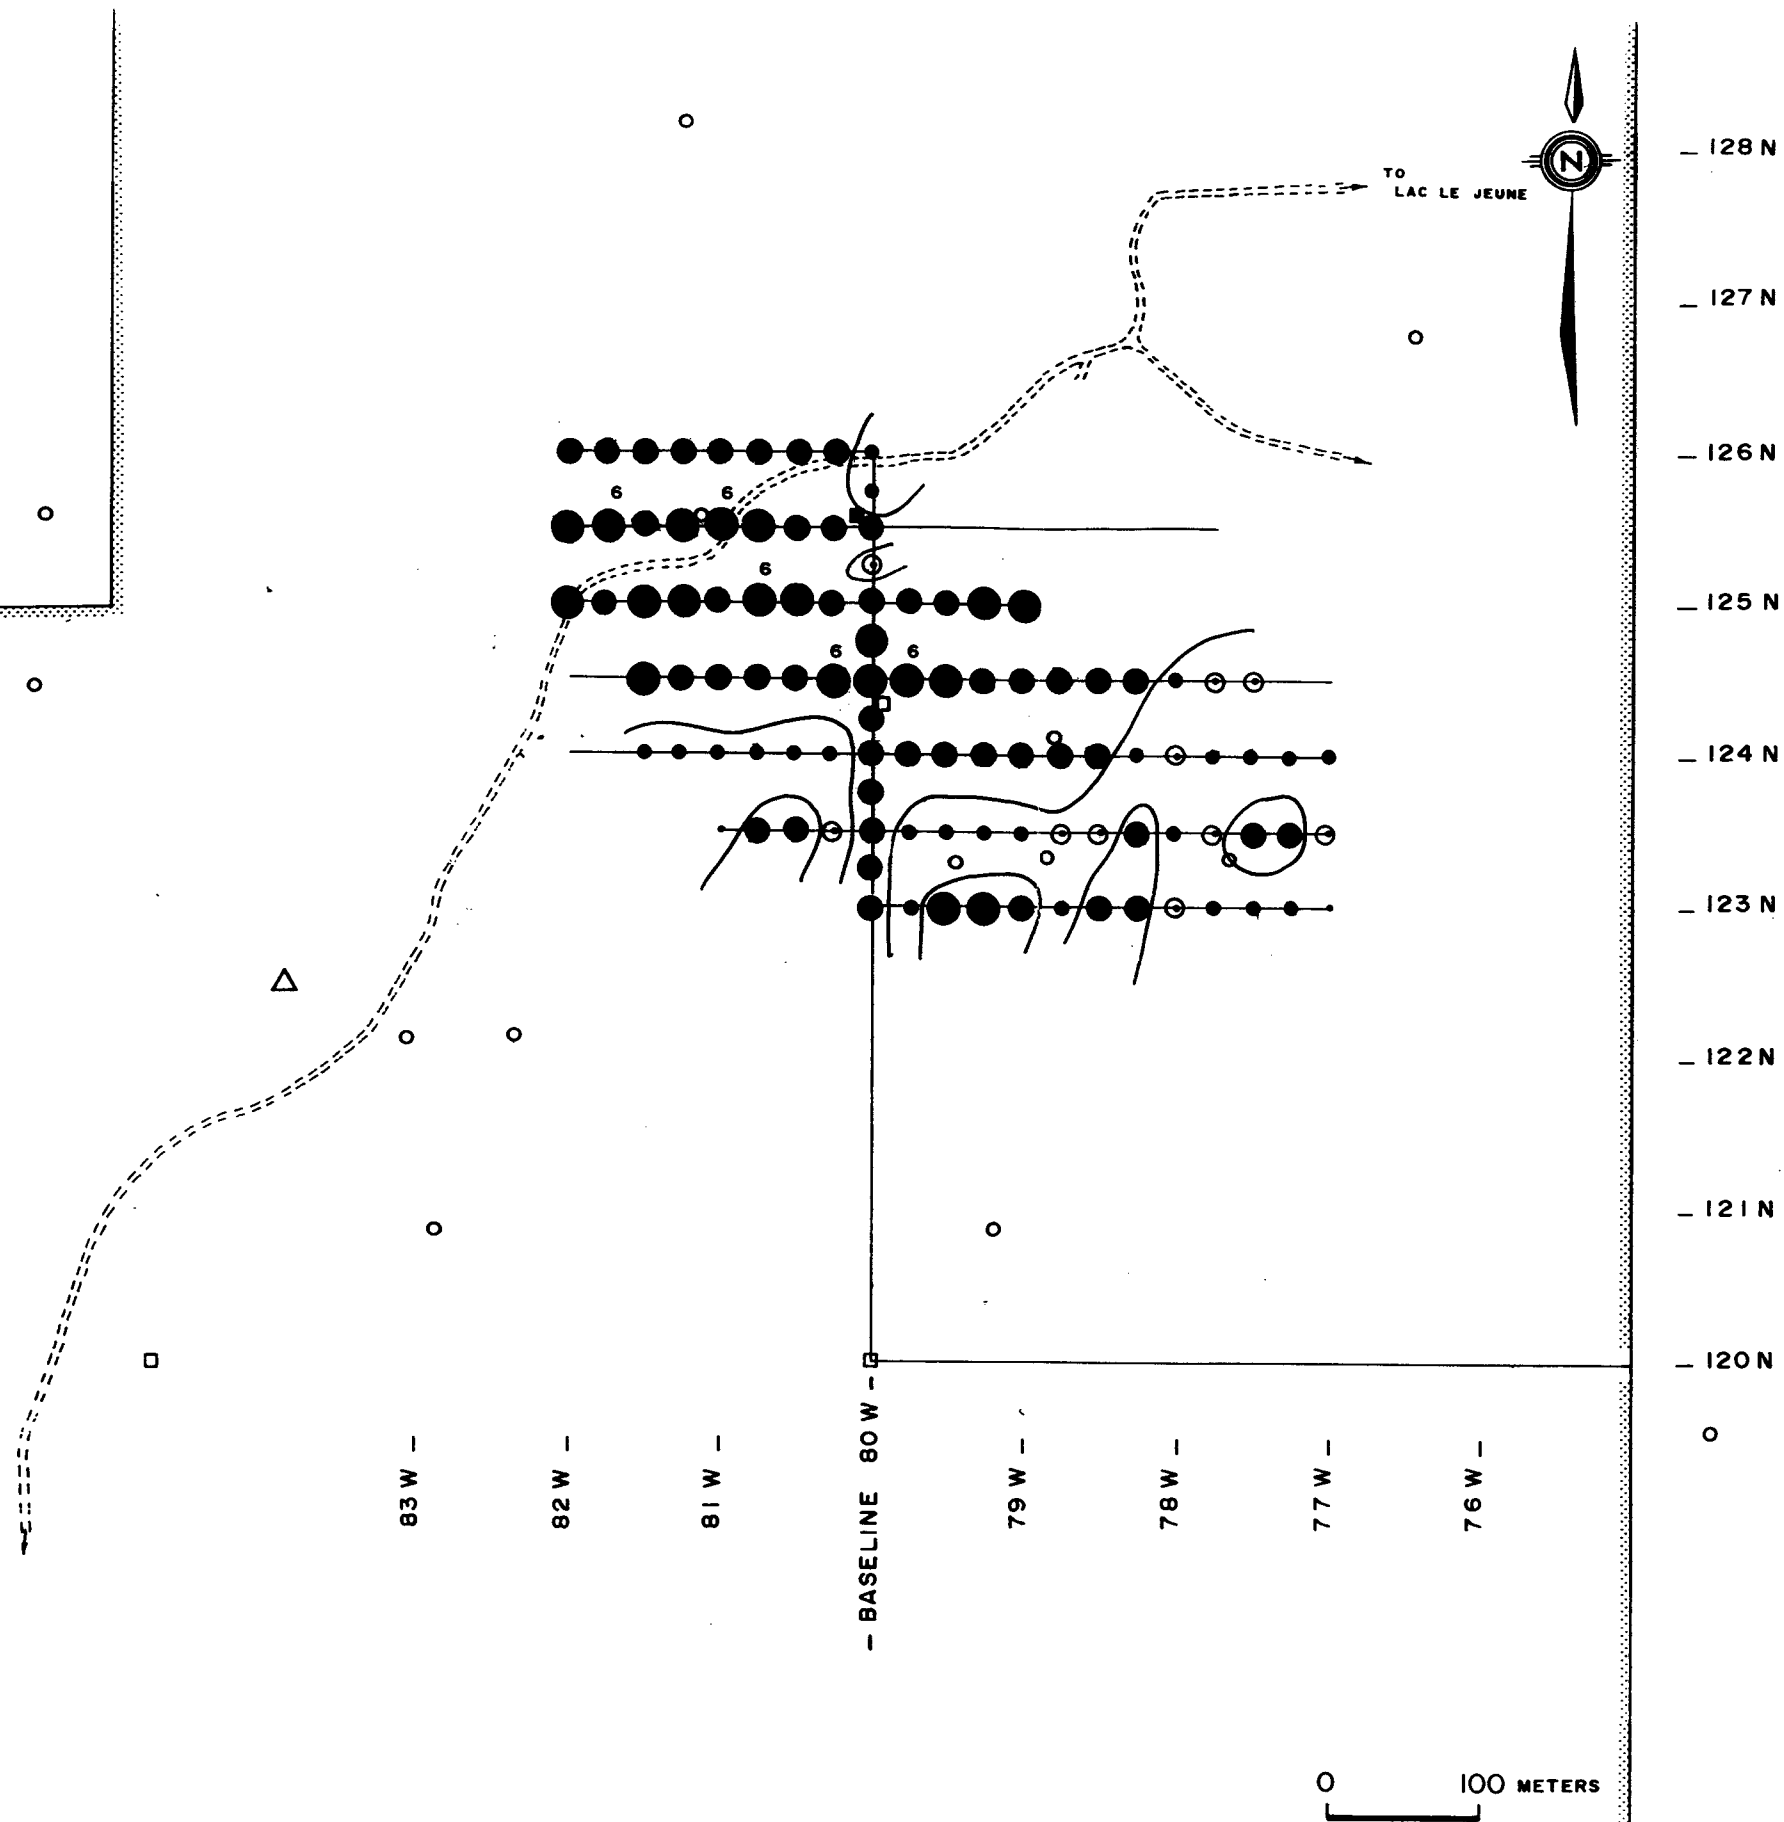 128 N
N
TO
LAC LE JEUNE
127 N
126 N
6 6
6
125 N
6 6
124 N
123 N
122 N
121 N
120 N
83 W
82 W
81 W
BASELINE 80 W
79 W
78 W
77 W
76 W
0 100 METERS